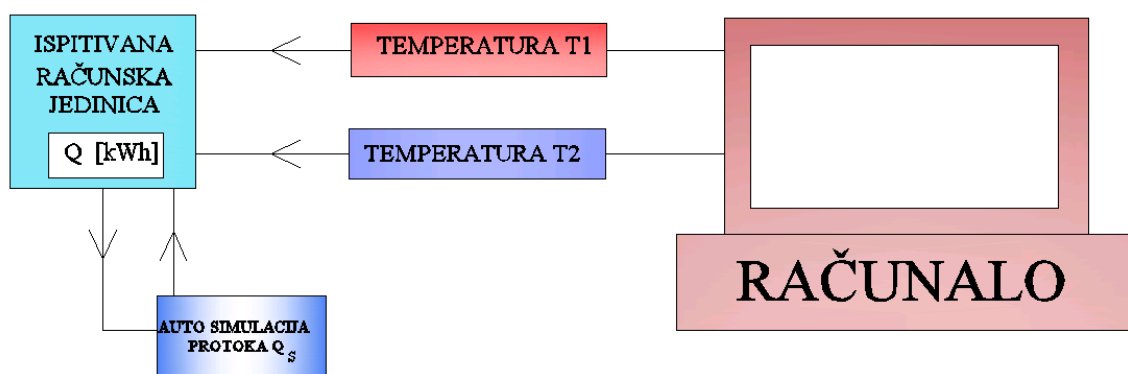 ISPITIVANA
RAČUNSKA
JEDINICA
Q [kWh]
TEMPERATURA T1
TEMPERATURA T2
RAČUNALO
AUTO SIMULACIJA
PROTOKA Q S